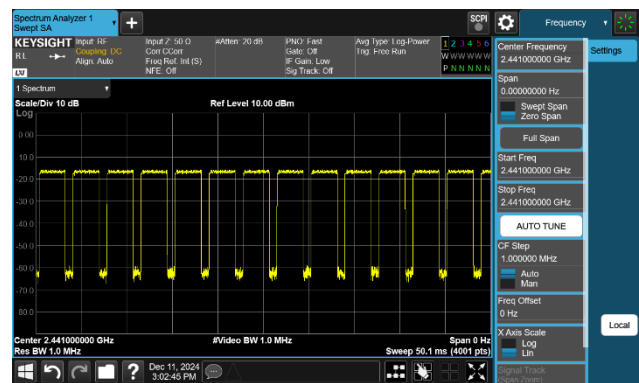 Spectrum Analyzer 1
Swept SA
SCPI
Frequency
KEYSIGHT
Input: RF
Input Z: 50 Ω
#Atten: 20 dB
PNO: Fast
Avg Type: Log-Power
1 2 3 4 5 6
RL
Coupling: DC
Corr CCorr
Gate: Off
Trig: Free Run
W W W W W W
Align: Auto
Freq Ref: Int (S)
IF Gain: Low
P N N N N N
LW
NFE: Off
Sig Track: Off
1 Spectrum
Scale/Div 10 dB
Ref Level 10.00 dBm
Log
0.00
-10.0
-20.0
-30.0
-40.0
-50.0
-60.0
-70.0
-80.0
Center 2.441000000 GHz
#Video BW 1.0 MHz
Span 0 Hz
Res BW 1.0 MHz
Sweep 50.1 ms (4001 pts)
Center Frequency
2.441000000 GHz
Settings
Span
0.00000000 Hz
Swept Span
Zero Span
Full Span
Start Freq
2.441000000 GHz
Stop Freq
2.441000000 GHz
AUTO TUNE
CF Step
1.000000 MHz
Auto
Man
Freq Offset
0 Hz
Local
X Axis Scale
Log
Lin
Signal Track
(Span Zoom)
?
Dec 11, 2024
3:02:45 PM